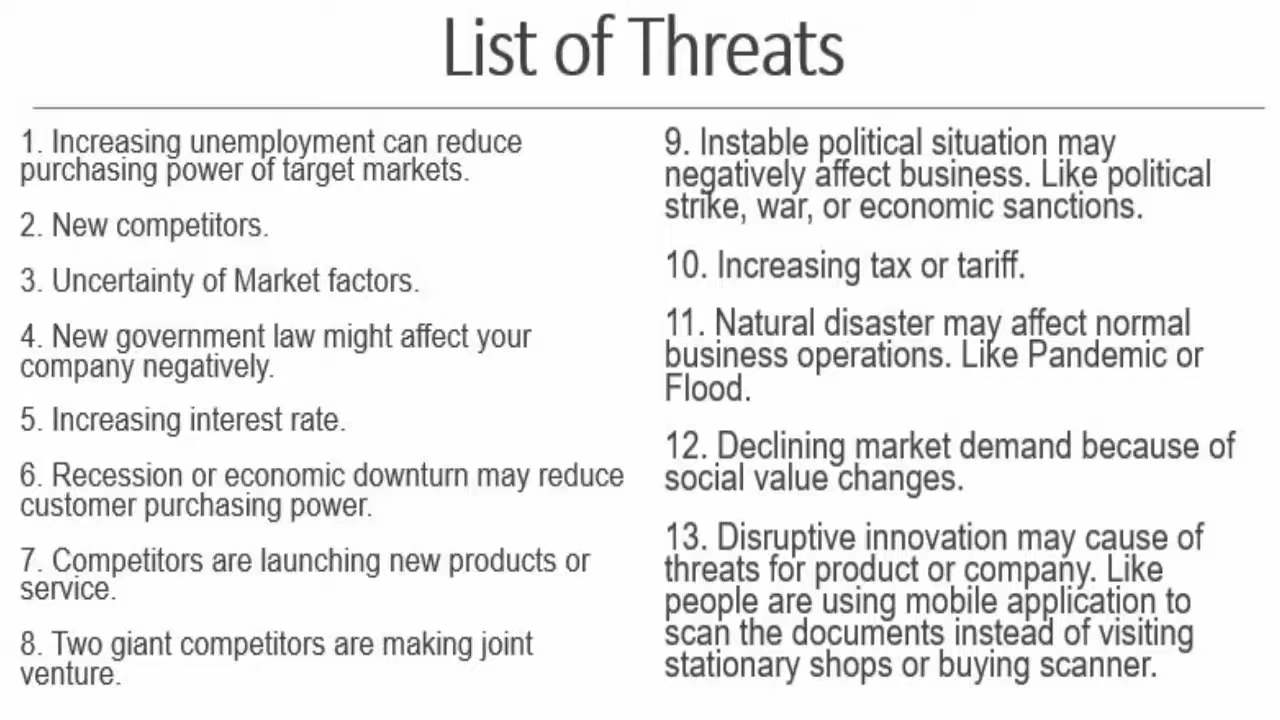 List of Threats
1. Increasing unemployment can reduce
purchasing power of target markets.
2. New competitors.
3. Uncertainty of Market factors.
4. New government law might affect your
company negatively.
5. Increasing interest rate.
6. Recession or economic downturn may reduce
customer purchasing power.
7. Competitors are launching new products or
service.
8. Two giant competitors are making joint
venture.
9. Instable political situation may
negatively affect business. Like political
strike, war, or economic sanctions.
10. Increasing tax or tariff.
11. Natural disaster may affect normal
business operations. Like Pandemic or
Flood.
12. Declining market demand because of
social value changes.
13. Disruptive innovation may cause of
threats for product or company. Like
people are using mobile application to
scan the documents instead of visiting
stationary shops or buying scanner.